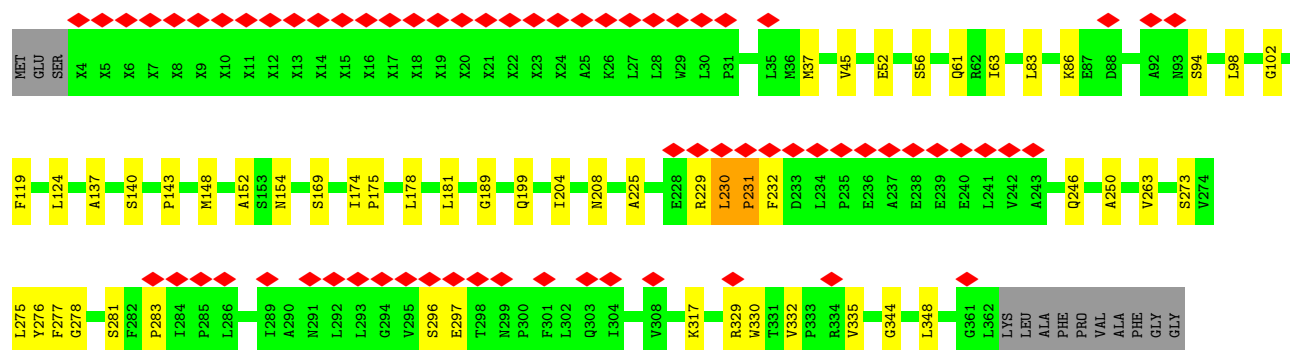 MET GLU SER X4 X5 X6 X7 X8 X9 X10 X11 X12 X13 X14 X15 X16 X17 X18 X19 X20 X21 X22 X23 X24 A25 K26 L27 L28 W29 L30 P31 L35 M36 M37 V45 E52 S56 Q61 R62 I63 L83 K86 E87 D88 A92 N93 S94 L98 G102
F119 L124 A137 S140 P143 M148 A152 S153 N154 S169 I174 P175 L178 L181 G189 Q199 I204 N208 A225 E228 R229 L230 P231 F232 D233 L234 P235 E236 A237 E238 E239 E240 L241 V242 A243 Q246 A250 V263 S273 V274
L275 Y276 F277 G278 S281 F282 P283 I284 P285 L286 I289 A290 N291 L292 L293 G294 V295 S296 E297 T298 N299 P300 F301 L302 Q303 I304 V308 K317 R329 W330 T331 V332 P333 R334 V335 G344 L348 G361 L362 LYS LEU ALA PHE PRO VAL ALA PHE GLY GLY